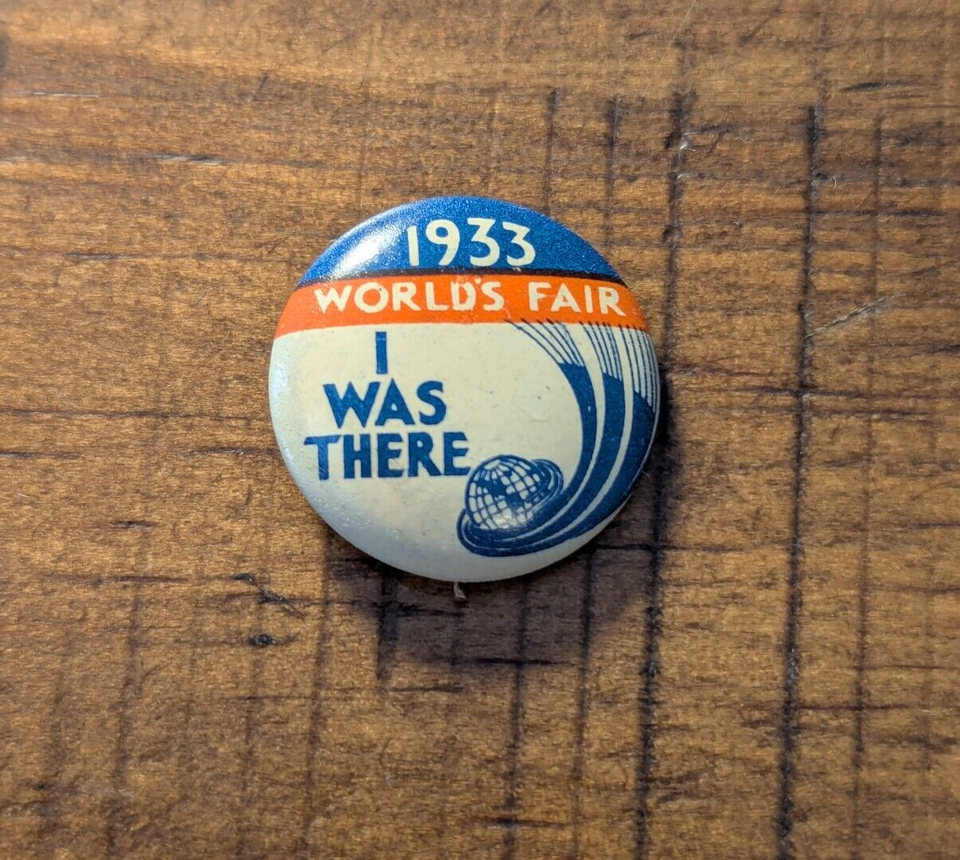 1933
WORLD'S FAIR
I
WAS
THERE